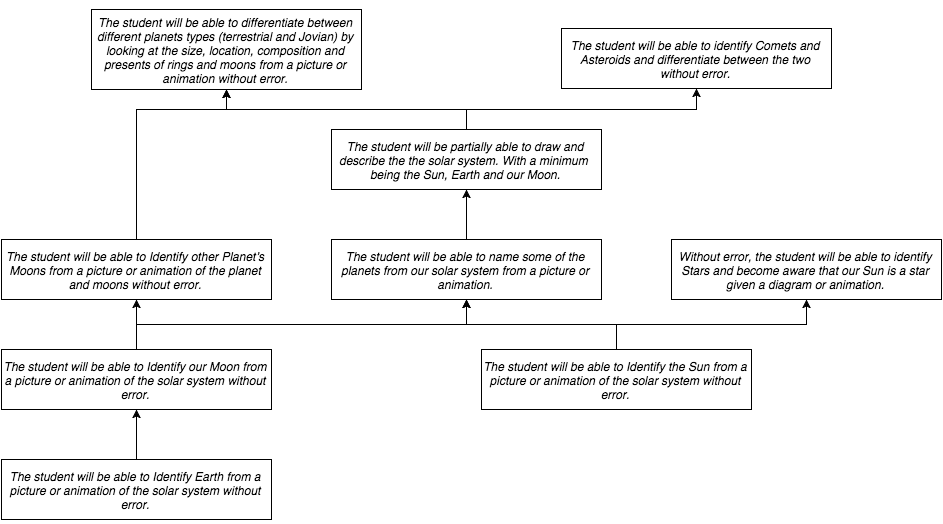 The student will be able to differentiate between
different planets types (terrestrial and Jovian) by
looking at the size, location, composition and
presents of rings and moons from a picture or
animation without error.
The student will be able to identify Comets and
Asteroids and differentiate between the two
without error.
The student will be partially able to draw and
describe the the solar system. With a minimum
being the Sun, Earth and our Moon.
The student will be able to Identify other Planet's
Moons from a picture or animation of the planet
and moons without error.
The student will be able to name some of the
planets from our solar system from a picture or
animation.
Without error, the student will be able to identify
Stars and become aware that our Sun is a star
given a diagram or animation.
The student will be able to Identify our Moon from
a picture or animation of the solar system without
error.
The student will be able to Identify the Sun from a
picture or animation of the solar system without
error.
The student will be able to Identify Earth from a
picture or animation of the solar system without
error.